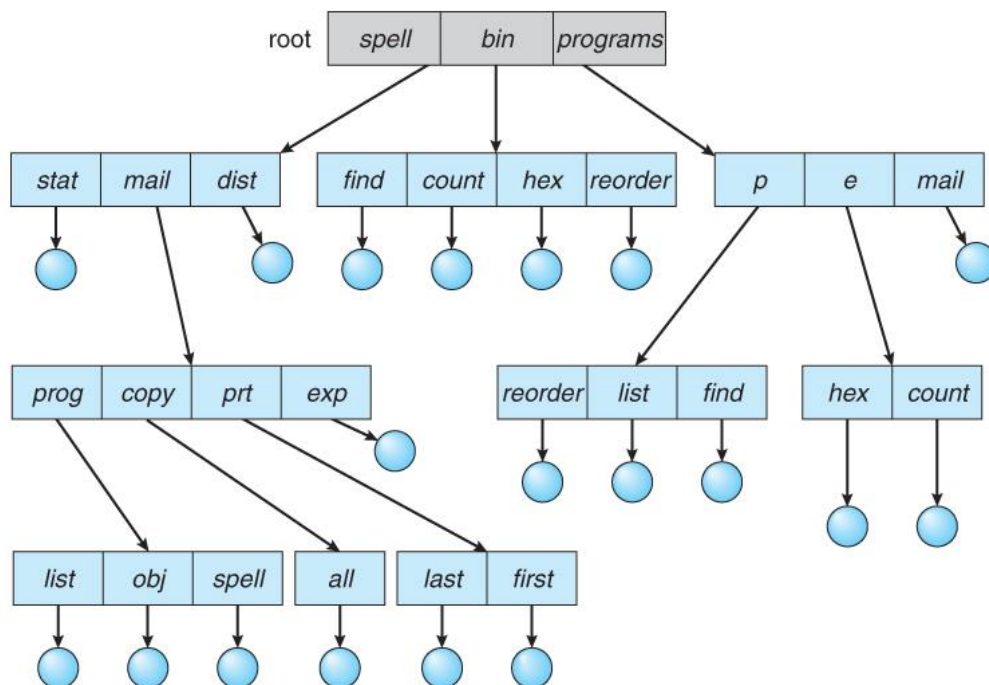 root spell bin programs
stat mail dist find count hex reorder p e mail
prog copy prt exp reorder list find hex count
list obj spell all last first